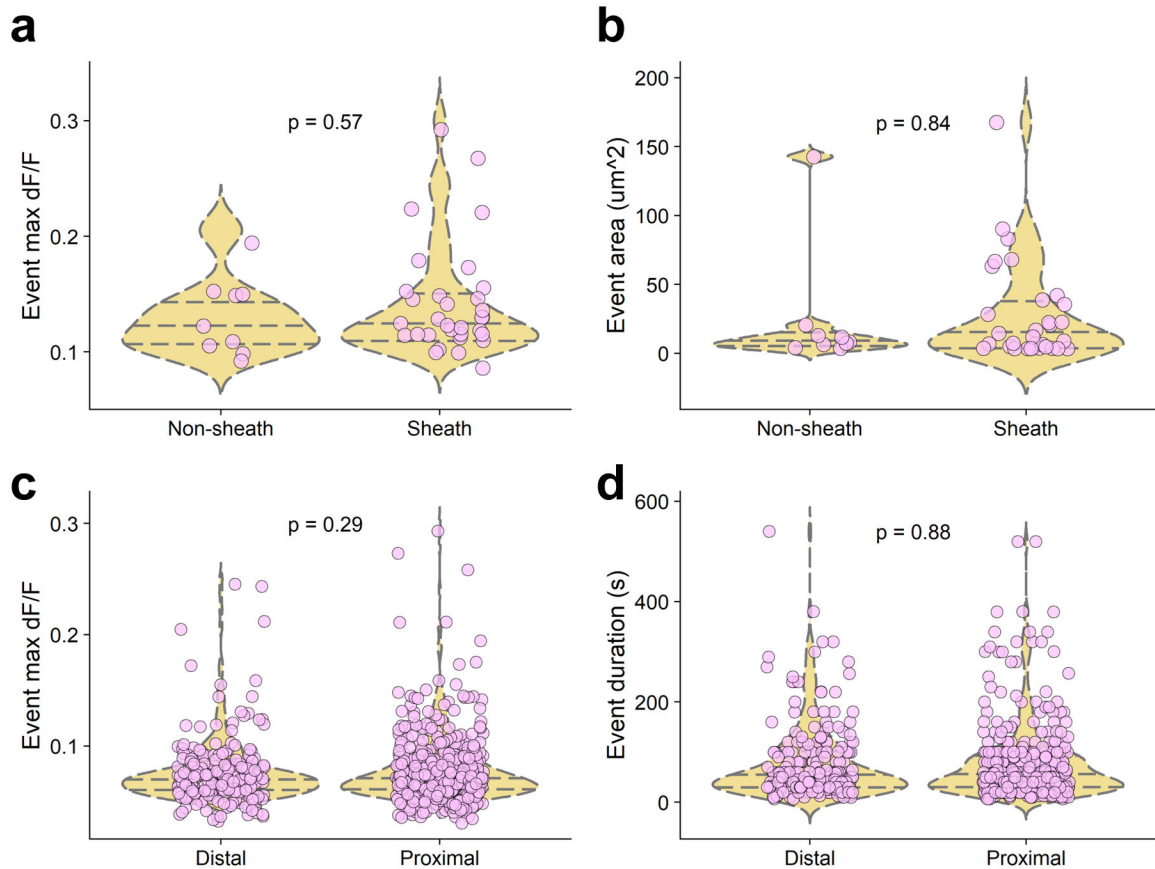 a
Event max dF/F
0.3
0.2
0.1
p = 0.57
Non-sheath
Sheath
b
Event area (um^2)
200
150
100
50
0
p = 0.84
Non-sheath
Sheath
c
Event max dF/F
0.3
0.2
0.1
p = 0.29
Distal
Proximal
d
Event duration (s)
600
400
200
0
p = 0.88
Distal
Proximal